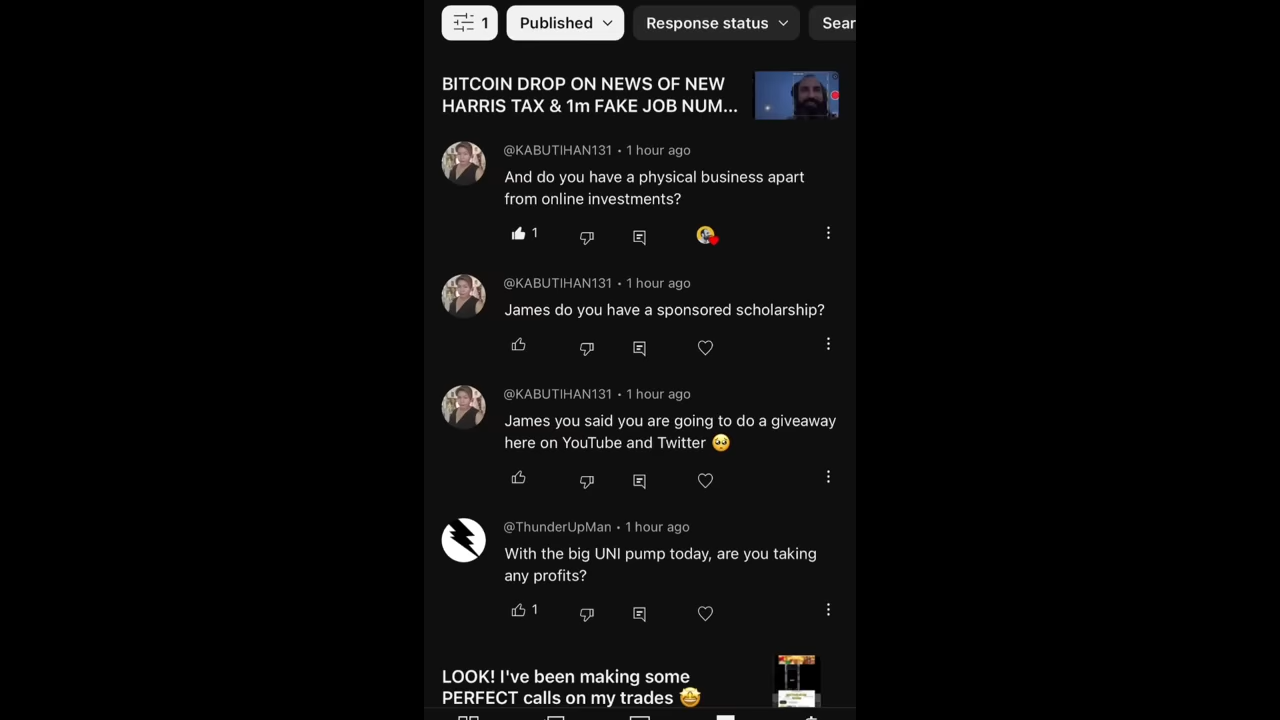 1
Published
Response status
Sear
BITCOIN DROP ON NEWS OF NEW
HARRIS TAX & 1m FAKE JOB NUM...
@KABUTIHAN131 • 1 hour ago
And do you have a physical business apart
from online investments?
1
@KABUTIHAN131 • 1 hour ago
James do you have a sponsored scholarship?
@KABUTIHAN131 • 1 hour ago
James you said you are going to do a giveaway
here on YouTube and Twitter 🥺
@ThunderUpMan • 1 hour ago
With the big UNI pump today, are you taking
any profits?
1
LOOK! I've been making some
PERFECT calls on my trades 🤩